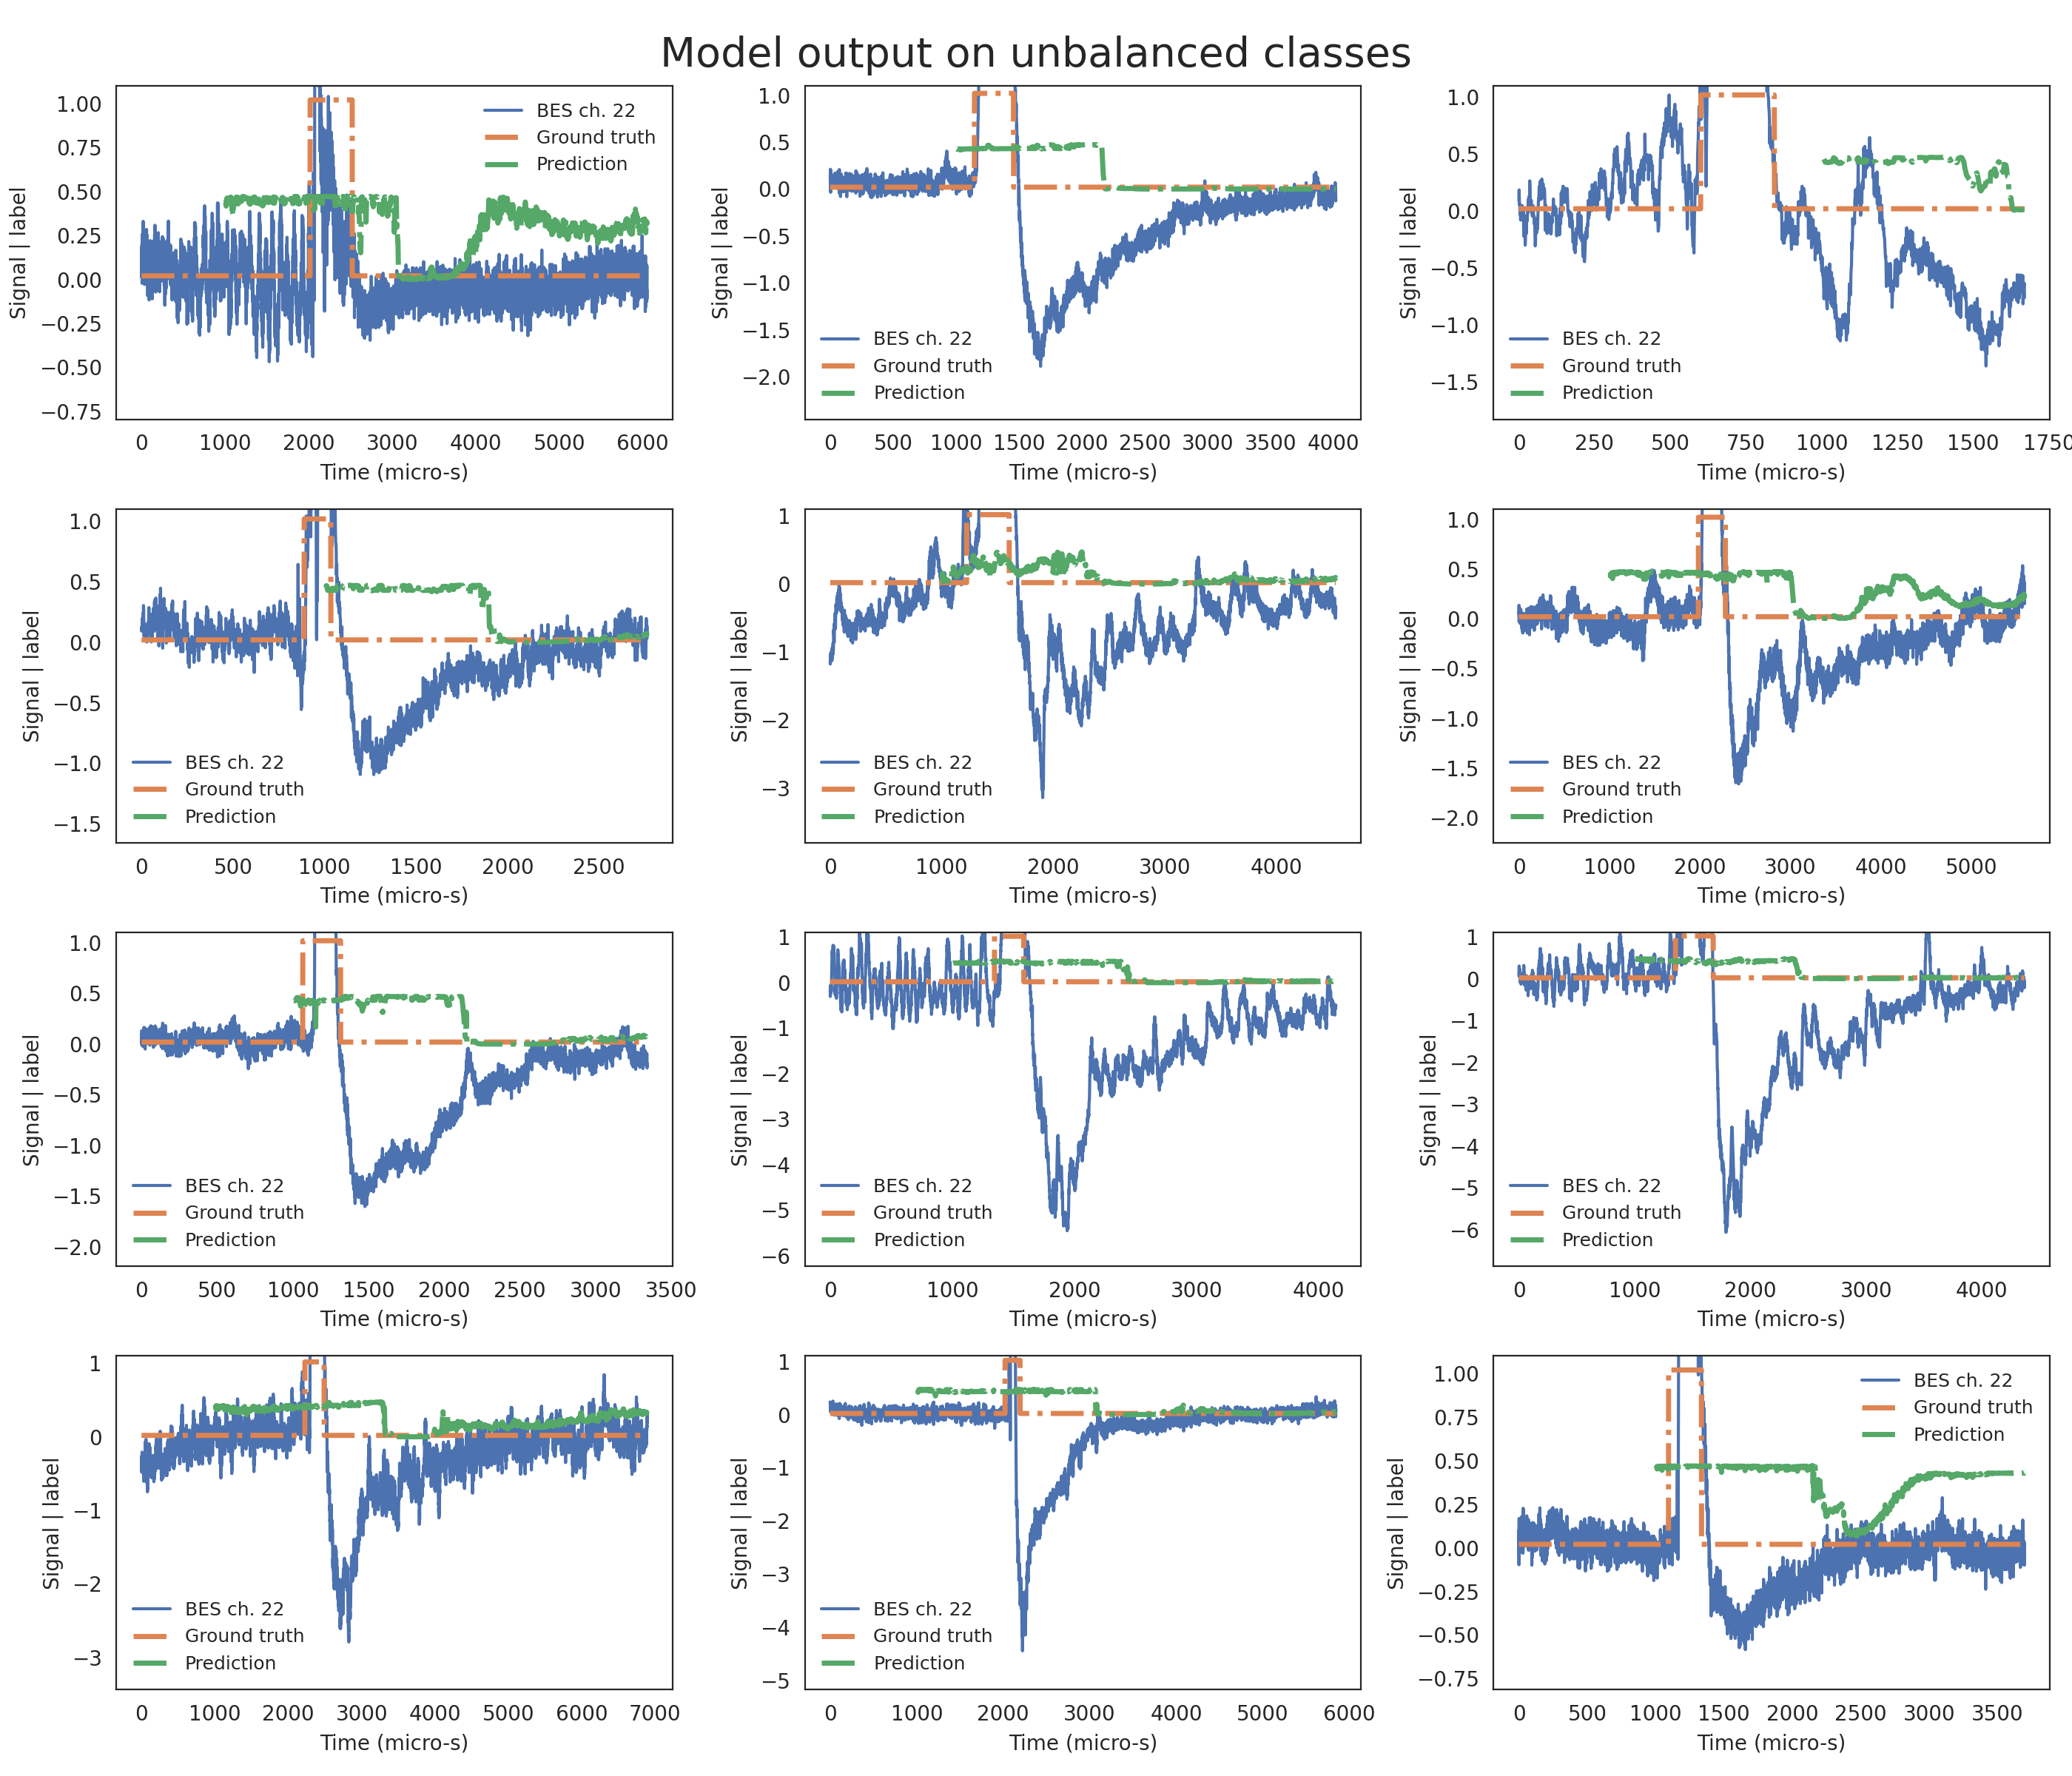 Model output on unbalanced classes
1.00
0.75
0.50
0.25
0.00
−0.25
−0.50
−0.75
Signal | label
BES ch. 22
Ground truth
Prediction
0 1000 2000 3000 4000 5000 6000
Time (micro-s)
1.0
0.5
0.0
−0.5
−1.0
−1.5
−2.0
Signal | label
BES ch. 22
Ground truth
Prediction
0 500 1000 1500 2000 2500 3000 3500 4000
Time (micro-s)
1.0
0.5
0.0
−0.5
−1.0
−1.5
Signal | label
BES ch. 22
Ground truth
Prediction
0 250 500 750 1000 1250 1500 1750
Time (micro-s)
1.0
0.5
0.0
−0.5
−1.0
−1.5
Signal | label
BES ch. 22
Ground truth
Prediction
0 500 1000 1500 2000 2500
Time (micro-s)
1
0
−1
−2
−3
Signal | label
BES ch. 22
Ground truth
Prediction
0 1000 2000 3000 4000
Time (micro-s)
1.0
0.5
0.0
−0.5
−1.0
−1.5
−2.0
Signal | label
BES ch. 22
Ground truth
Prediction
0 1000 2000 3000 4000 5000
Time (micro-s)
1.0
0.5
0.0
−0.5
−1.0
−1.5
−2.0
Signal | label
BES ch. 22
Ground truth
Prediction
0 500 1000 1500 2000 2500 3000 3500
Time (micro-s)
1
0
−1
−2
−3
−4
−5
−6
Signal | label
BES ch. 22
Ground truth
Prediction
0 1000 2000 3000 4000
Time (micro-s)
1
0
−1
−2
−3
−4
−5
−6
Signal | label
BES ch. 22
Ground truth
Prediction
0 1000 2000 3000 4000
Time (micro-s)
1
0
−1
−2
−3
Signal | label
BES ch. 22
Ground truth
Prediction
0 1000 2000 3000 4000 5000 6000 7000
Time (micro-s)
1
0
−1
−2
−3
−4
−5
Signal | label
BES ch. 22
Ground truth
Prediction
0 1000 2000 3000 4000 5000 6000
Time (micro-s)
1.00
0.75
0.50
0.25
0.00
−0.25
−0.50
−0.75
Signal | label
BES ch. 22
Ground truth
Prediction
0 500 1000 1500 2000 2500 3000 3500
Time (micro-s)